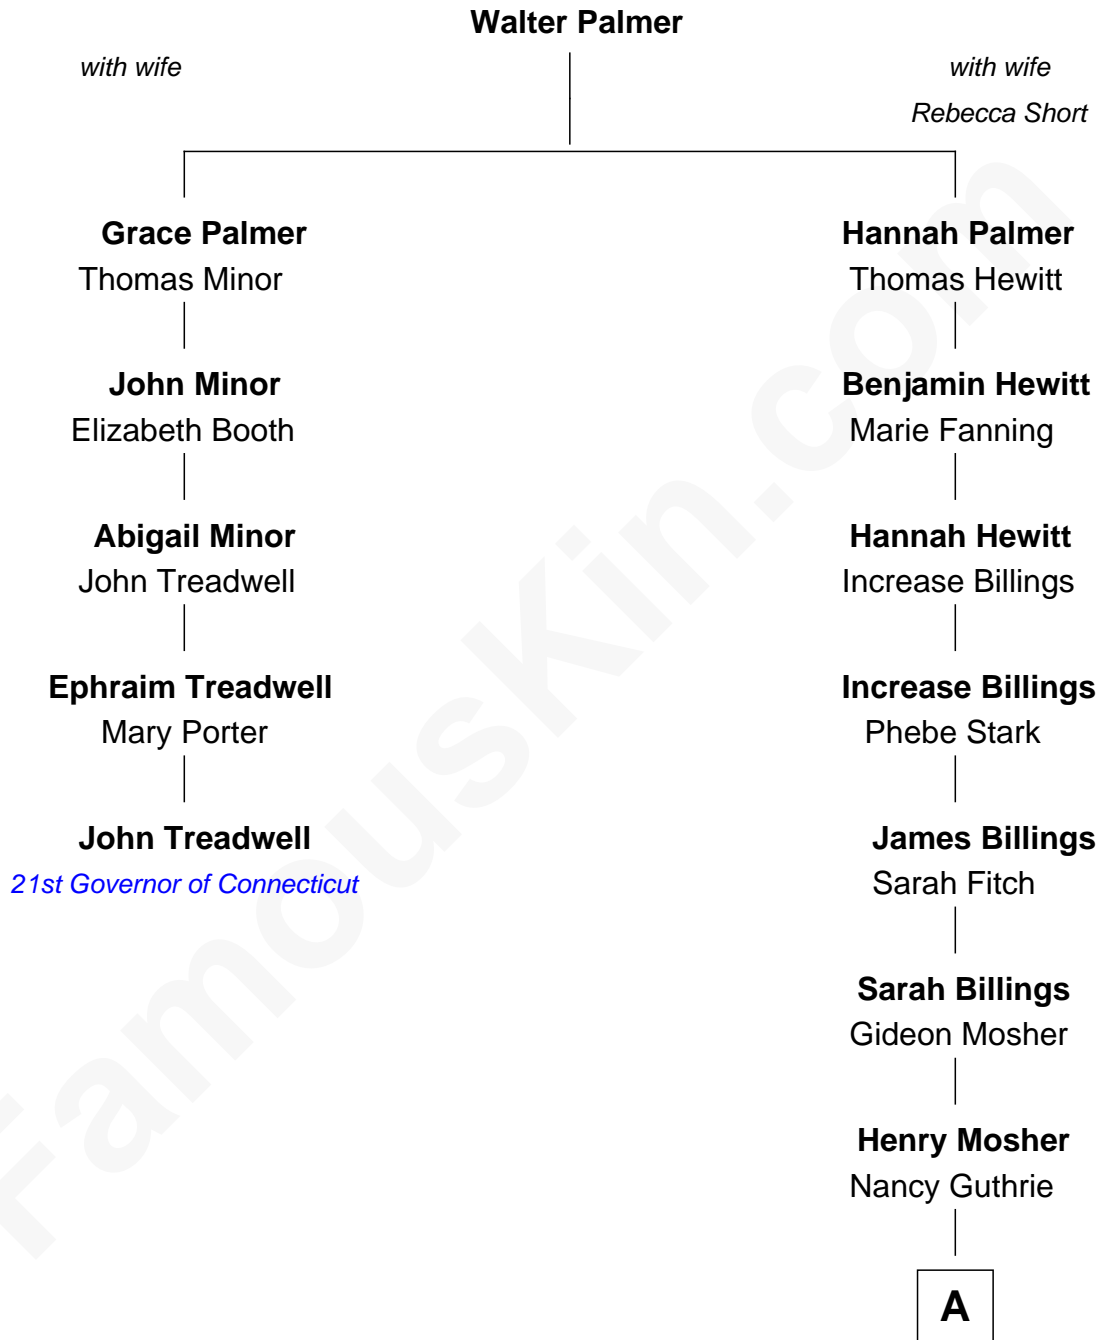 Walter Palmer
with wife
with wife
Rebecca Short
Grace Palmer
Thomas Minor
Hannah Palmer
Thomas Hewitt
John Minor
Elizabeth Booth
Benjamin Hewitt
Marie Fanning
Abigail Minor
John Treadwell
Hannah Hewitt
Increase Billings
Ephraim Treadwell
Mary Porter
Increase Billings
Phebe Stark
John Treadwell
21st Governor of Connecticut
James Billings
Sarah Fitch
Sarah Billings
Gideon Mosher
Henry Mosher
Nancy Guthrie
A
FamousKin.com